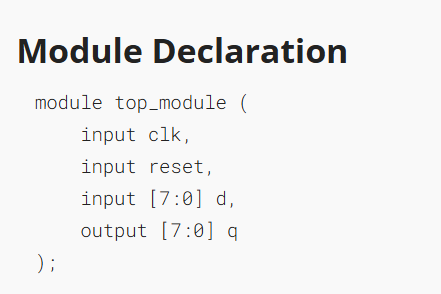 Module Declaration
module top_module (
    input clk,
    input reset,
    input [7:0] d,
    output [7:0] q
);